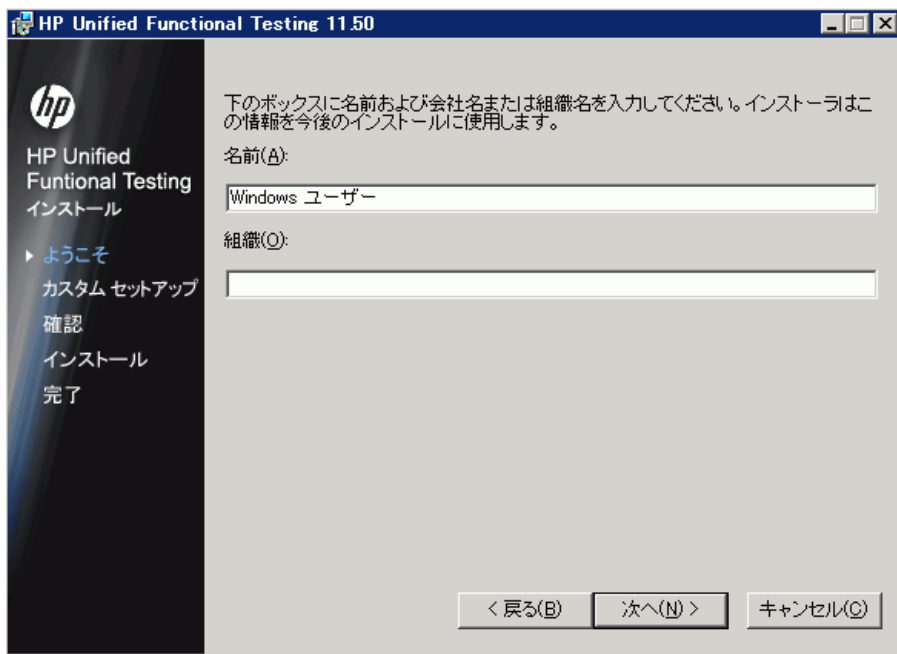 HP Unified Functional Testing 11.50
hp
HP Unified
Funtional Testing
インストール
ようこそ
カスタム セットアップ
確認
インストール
完了
下のボックスに名前および会社名または組織名を入力してください。インストーラはこ
の情報を今後のインストールに使用します。
名前(A):
Windows ユーザー
組織(O):
< 戻る(B)
次へ(N) >
キャンセル(C)